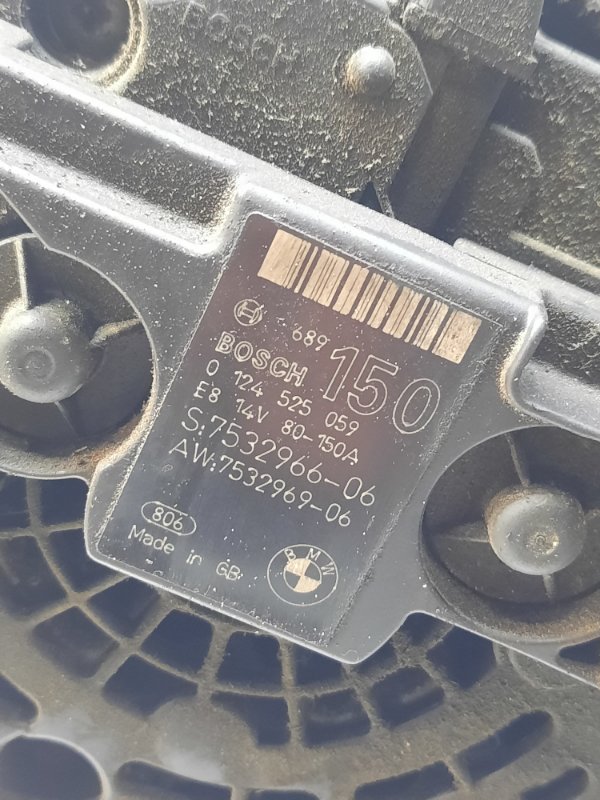 BOSCH
689
BOSCH 150
0 124 525 059
E8 14V 80-150A
S:7532966-06
AW:7532969-06
806
Made in GB
BMW